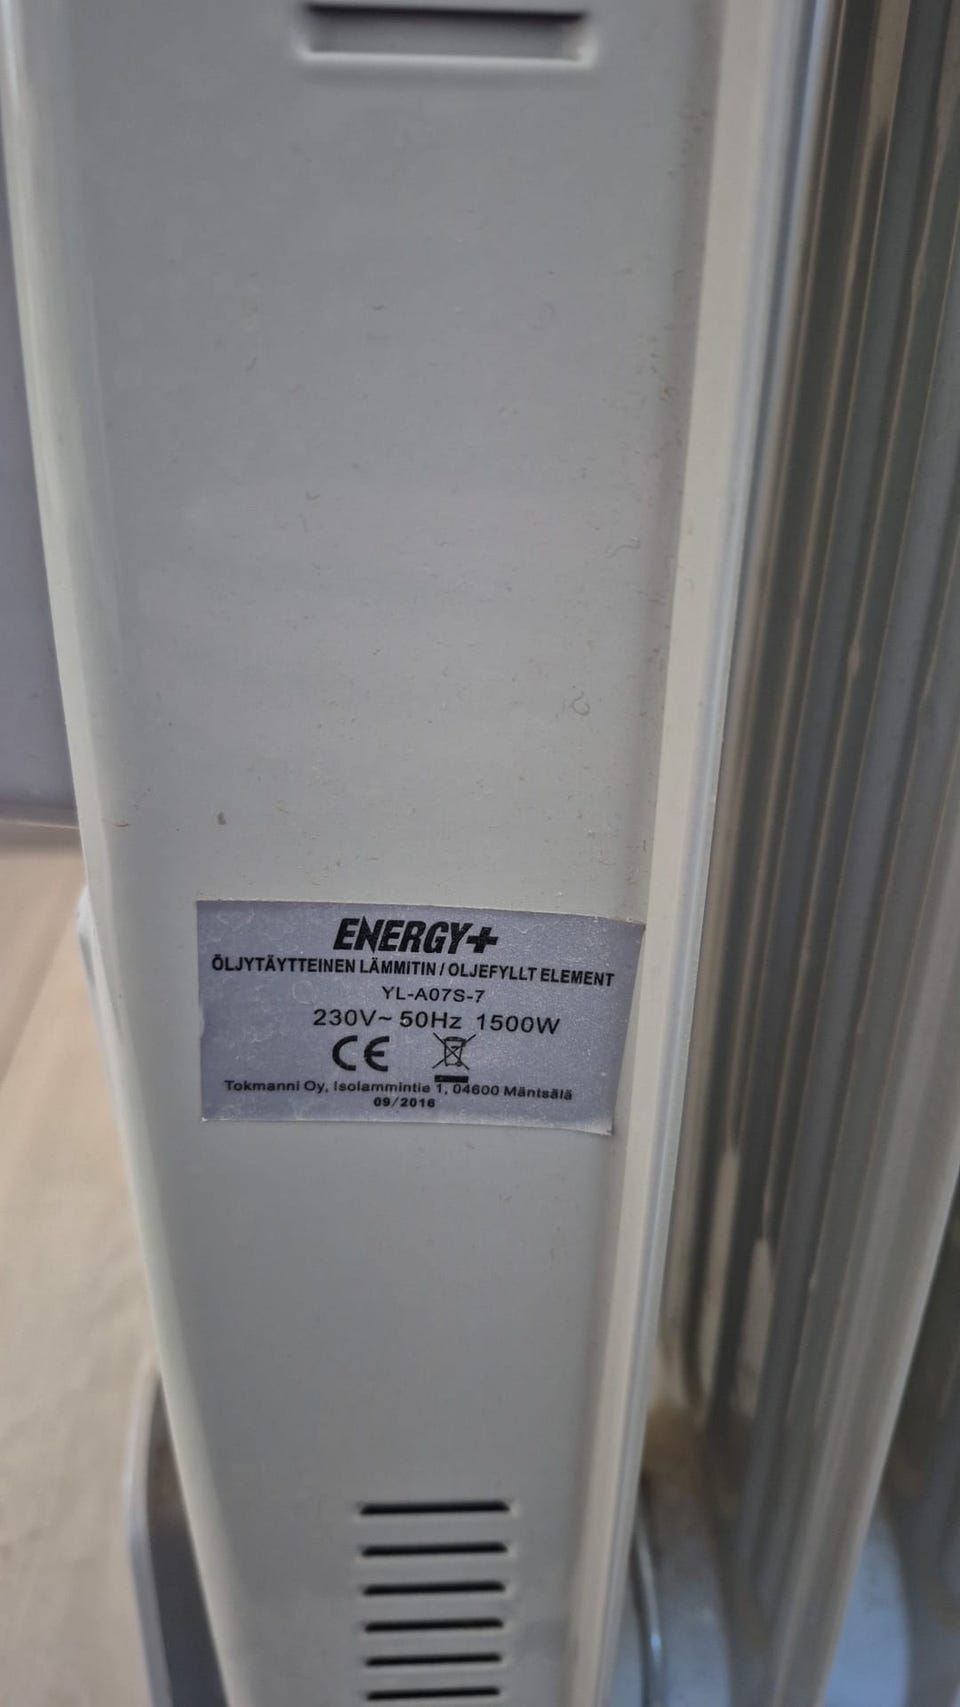 ENERGY+
ÖLJYTÄYTTEINEN LÄMMITIN / OLJEFYLLT ELEMENT
YL-A07S-7
230V~ 50Hz 1500W
CE
Tokmanni Oy, Isolammintie 1, 04600 Mäntsälä
09/2016